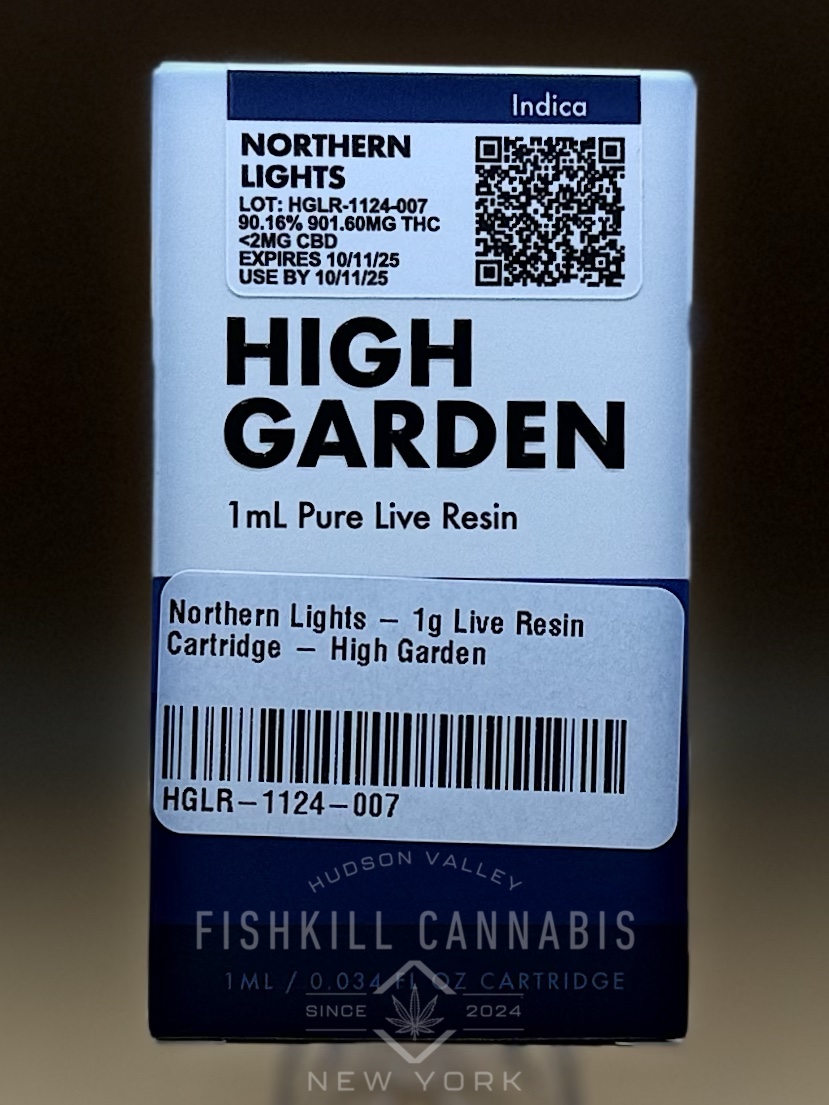 Indica
NORTHERN
LIGHTS
LOT: HGLR-1124-007
90.16% 901.60MG THC
<2MG CBD
EXPIRES 10/11/25
USE BY 10/11/25
HIGH
GARDEN
1mL Pure Live Resin
Northern Lights – 1g Live Resin
Cartridge – High Garden
HGLR–1124–007
HUDSON VALLEY
FISHKILL CANNABIS
1ML / 0.034 FL OZ CARTRIDGE
SINCE 2024
NEW YORK